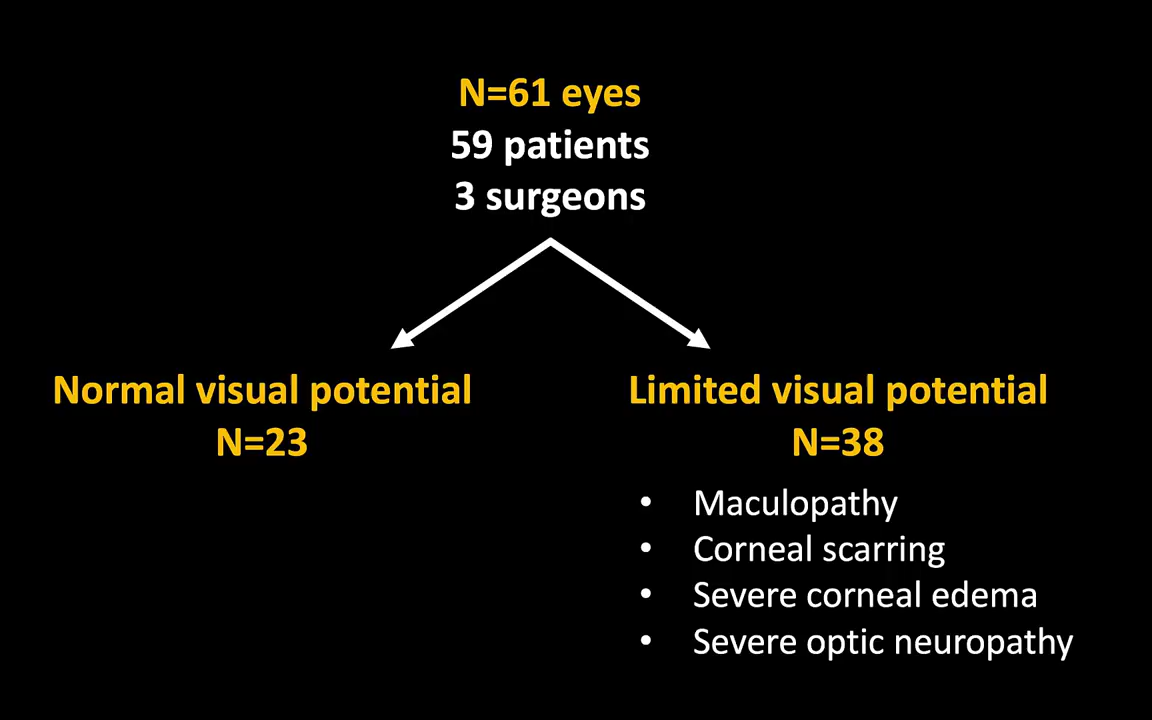 N=61 eyes
59 patients
3 surgeons
Normal visual potential
N=23
Limited visual potential
N=38
• Maculopathy
• Corneal scarring
• Severe corneal edema
• Severe optic neuropathy